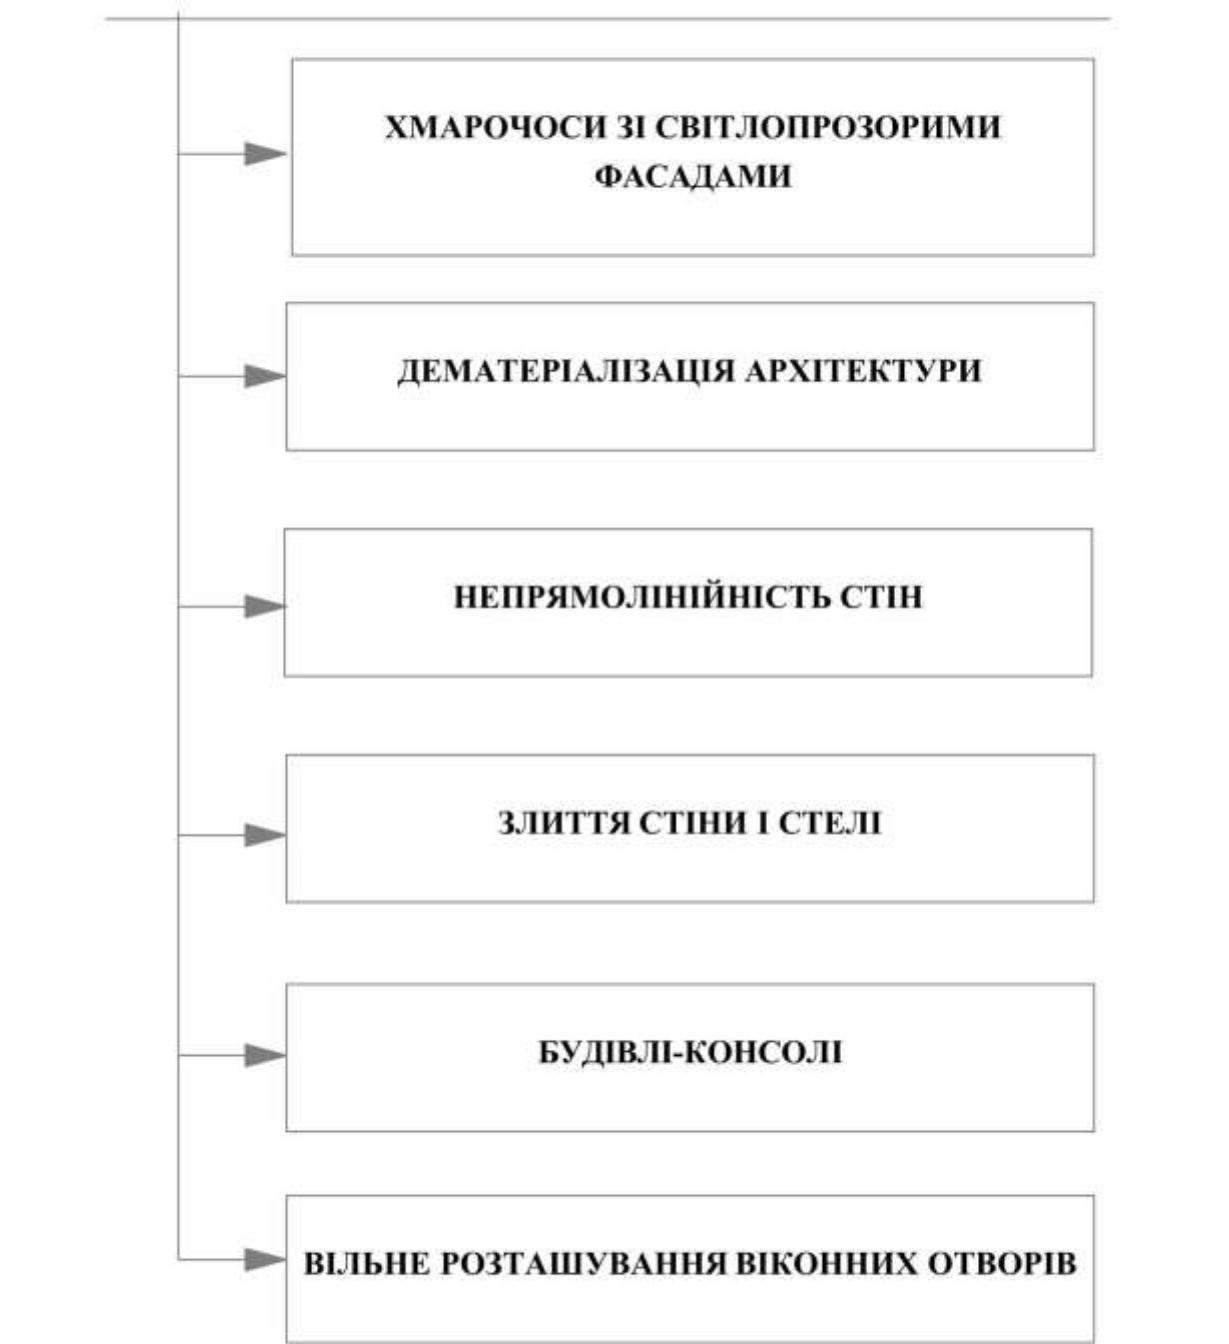 ХМАРОЧОСИ ЗІ СВІТЛОПРОЗОРИМИ
ФАСАДАМИ
ДЕМАТЕРІАЛІЗАЦІЯ АРХІТЕКТУРИ
НЕПРЯМОЛІНІЙНІСТЬ СТІН
ЗЛИТТЯ СТІНИ І СТЕЛІ
БУДІВЛІ-КОНСОЛІ
ВІЛЬНЕ РОЗТАШУВАННЯ ВІКОННИХ ОТВОРІВ